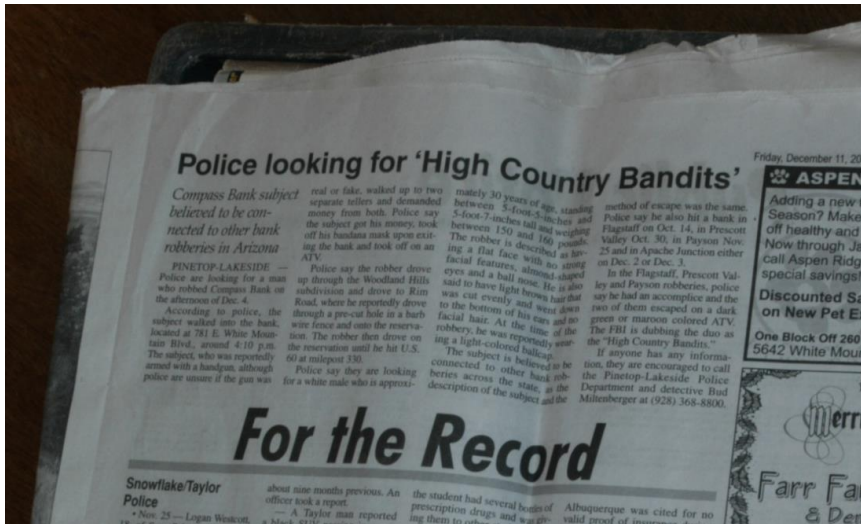 Police looking for 'High Country Bandits'
Compass Bank subject
believed to be con-
nected to other bank
robberies in Arizona
PINETOP-LAKESIDE —
Police are looking for a man
who robbed Compass Bank on
the afternoon of Dec. 4.
According to police, the
subject walked into the bank,
located at 781 E. White Moun-
tain Blvd., around 4:10 p.m.
The subject, who was reportedly
armed with a handgun, although
police are unsure if the gun was
real or fake, walked up to two
separate tellers and demanded
money from both. Police say
the subject got his money, took
off his bandana mask upon exit-
ing the bank and took off on an
ATV.
Police say the robber drove
up through the Woodland Hills
subdivision and drove to Rim
Road, where he reportedly drove
through a pre-cut hole in a barb
wire fence and onto the reserva-
tion. The robber then drove on
the reservation until he hit U.S.
60 at milepost 330.
Police say they are looking
for a white male who is approxi-
mately 30 years of age, standing
between 5-foot-5-inches and
5-foot-7-inches tall and weighing
between 150 and 160 pounds.
The robber is described as hav-
ing a flat face with no strong
facial features, almond-shaped
eyes and a ball nose. He is also
said to have light brown hair that
was cut evenly and went down
to the bottom of his ears and no
facial hair. At the time of the
robbery, he was reportedly wear-
ing a light-colored ballcap.
The subject is believed to be
connected to other bank rob-
beries across the state, as the
description of the subject and the
method of escape was the same.
Police say he also hit a bank in
Flagstaff on Oct. 14, in Prescott
Valley Oct. 30, in Payson Nov.
25 and in Apache Junction either
on Dec. 2 or Dec. 3.
In the Flagstaff, Prescott Val-
ley and Payson robberies, police
say he had an accomplice and the
two of them escaped on a dark
green or maroon colored ATV.
The FBI is dubbing the duo as
the "High Country Bandits."
If anyone has any informa-
tion, they are encouraged to call
the Pinetop-Lakeside Police
Department and detective Bud
Miltenberger at (928) 368-8800.
Friday, December 11, 20
ASPEN
Adding a new
Season? Make
off healthy and
Now through Ja
call Aspen Ridg
special savings!
Discounted Sa
on New Pet E
One Block Off 260
5642 White Mou
Merr
Farr Fa
& De
For the Record
Snowflake/Taylor
Police
• Nov. 25 — Logan Westcott,
about nine months previous. An
officer took a report.
— A Taylor man reported
the student had several bottles of
prescription drugs and was giv-
ing them to other
Albuquerque was cited for no
valid proof of insurance